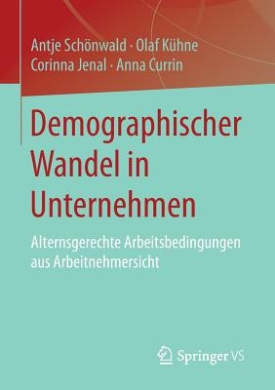 Antje Schönwald · Olaf Kühne
Corinna Jenal · Anna Currin
Demographischer
Wandel in
Unternehmen
Alternsgerechte Arbeitsbedingungen
aus Arbeitnehmersicht
Springer VS